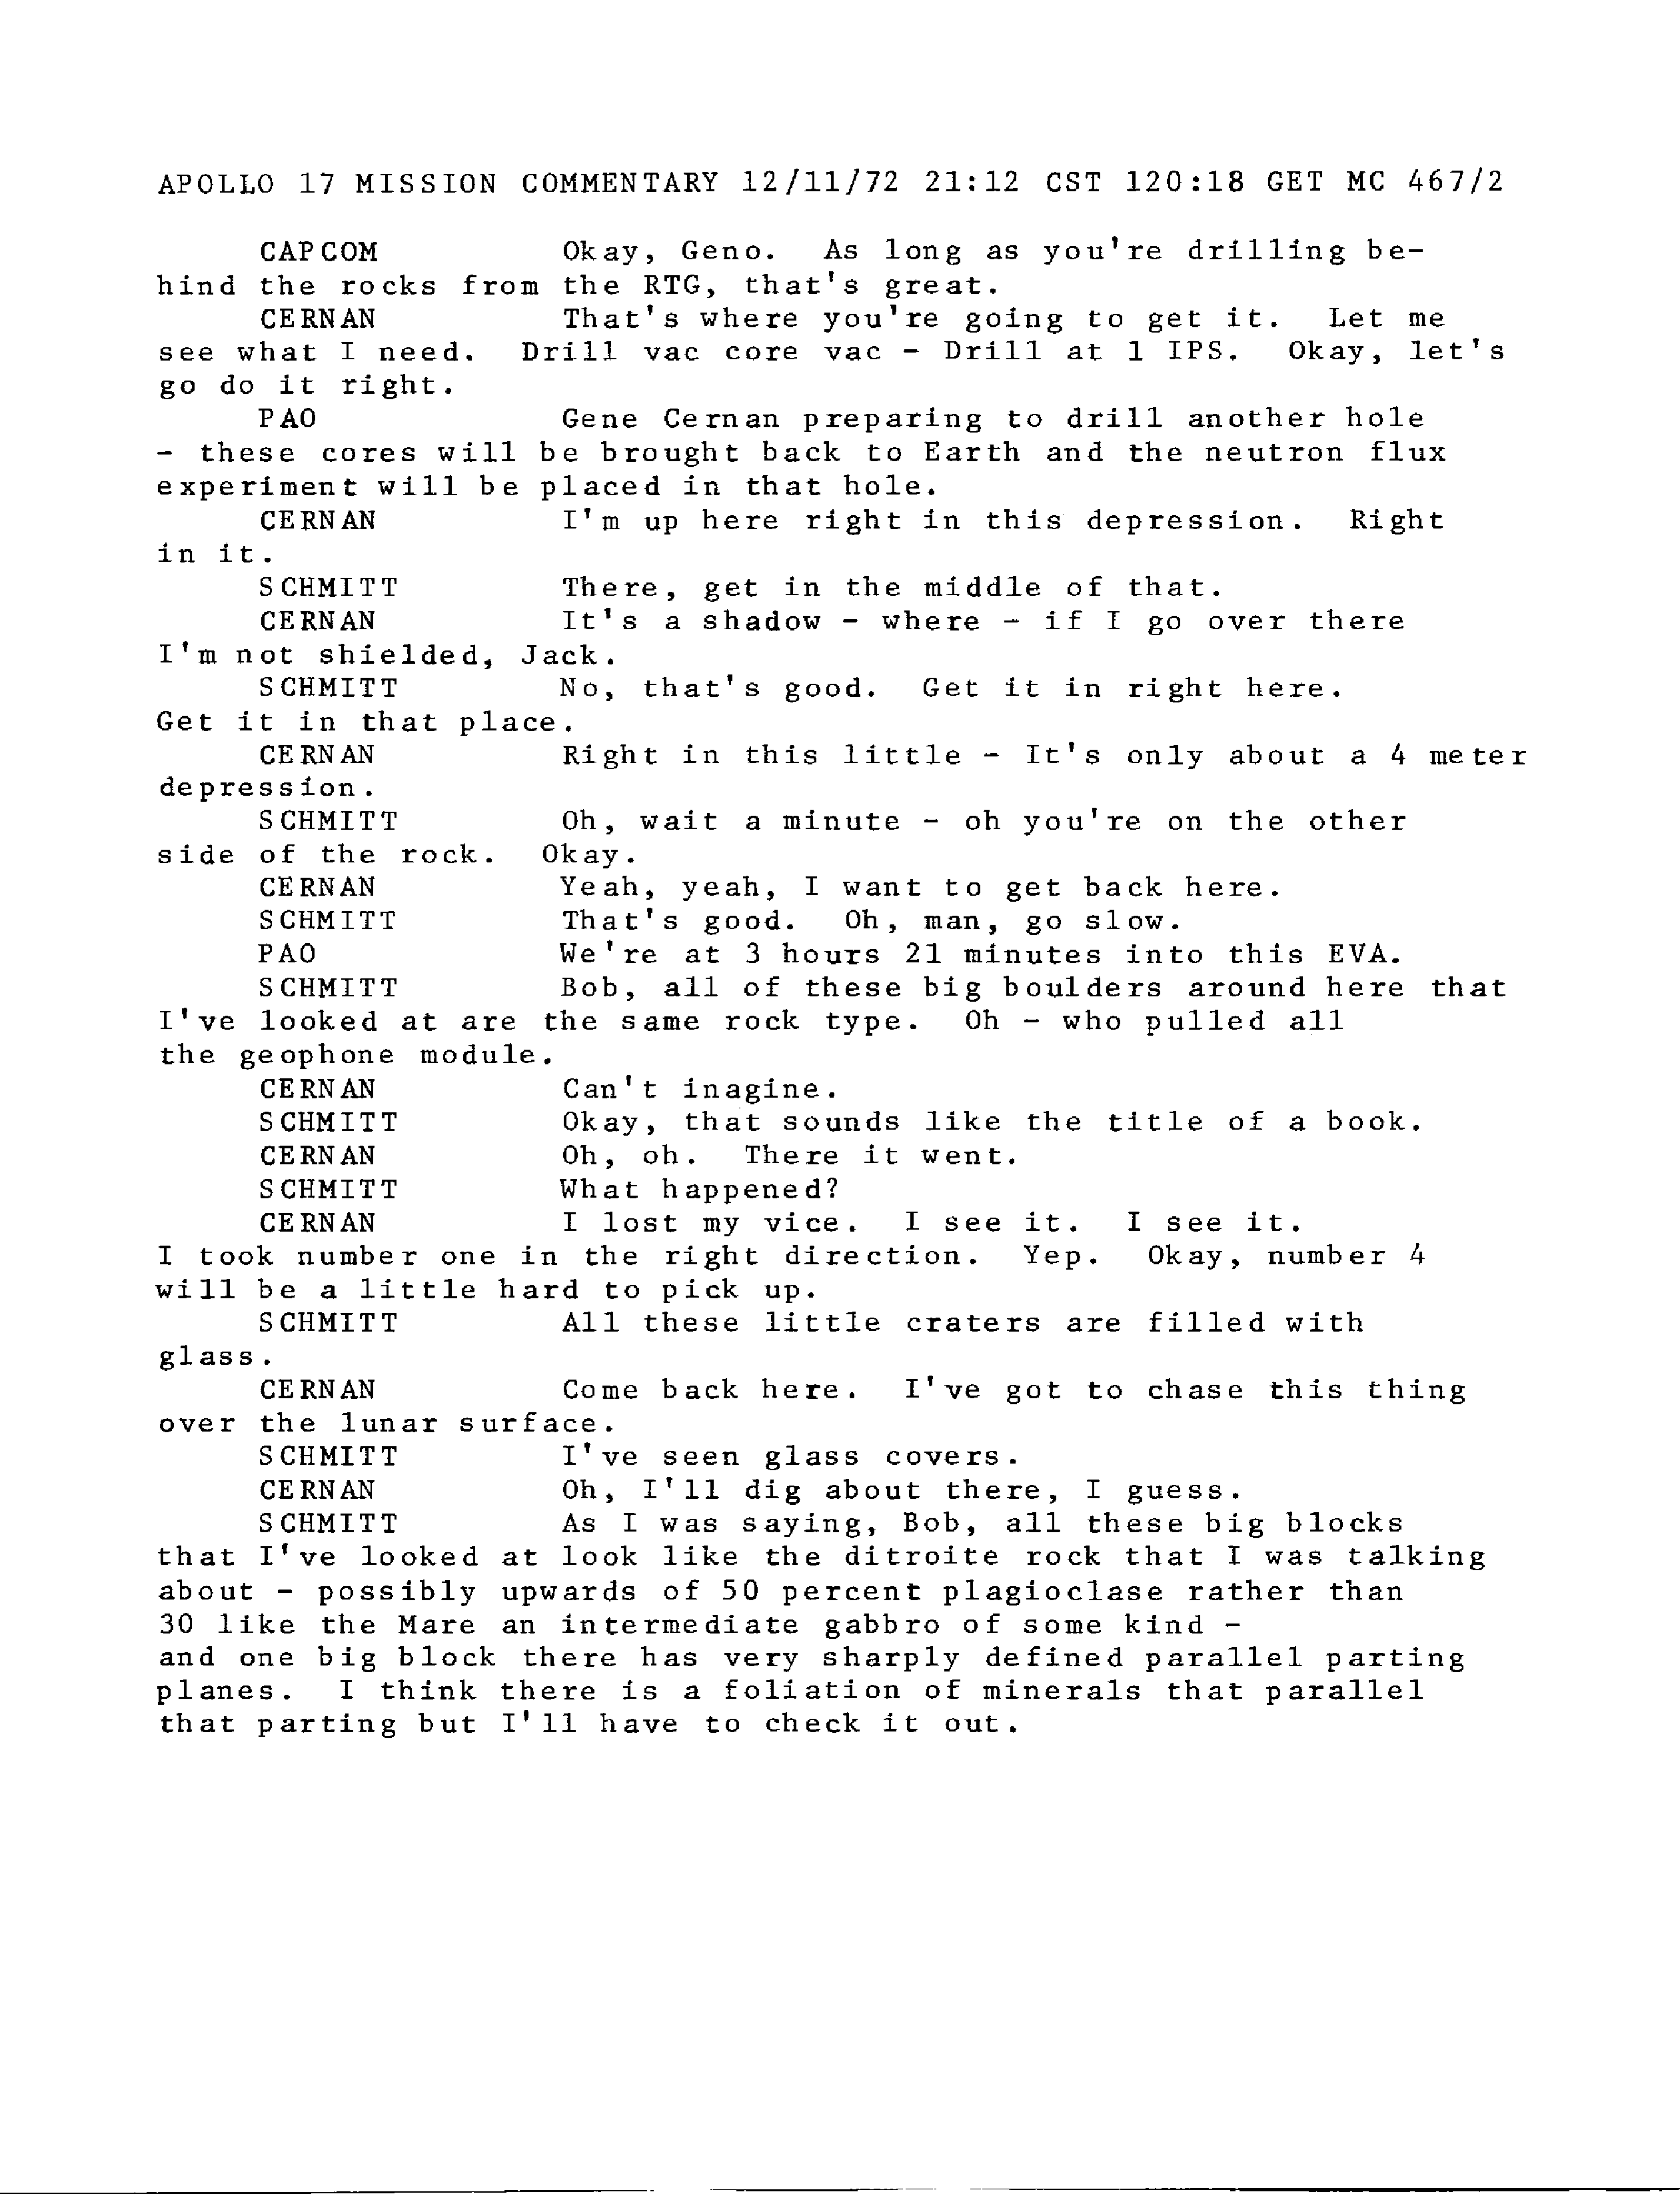 APOLLO 17 MISSION COMMENTARY 12/11/72 21:12 CST 120:18 GET MC 467/2
CAPCOM Okay, Geno. As long as you're drilling be-
hind the rocks from the RTG, that's great.
CERNAN That's where you're going to get it. Let me
see what I need. Drill vac core vac - Drill at 1 IPS. Okay, let's
go do it right.
PAO Gene Cernan preparing to drill another hole
- these cores will be brought back to Earth and the neutron flux
experiment will be placed in that hole.
CERNAN I'm up here right in this depression. Right
in it.
SCHMITT There, get in the middle of that.
CERNAN It's a shadow - where - if I go over there
I'm not shielded, Jack.
SCHMITT No, that's good. Get it in right here.
Get it in that place.
CERNAN Right in this little - It's only about a 4 meter
depression.
SCHMITT Oh, wait a minute - oh you're on the other
side of the rock. Okay.
CERNAN Yeah, yeah, I want to get back here.
SCHMITT That's good. Oh, man, go slow.
PAO We're at 3 hours 21 minutes into this EVA.
SCHMITT Bob, all of these big boulders around here that
I've looked at are the same rock type. Oh - who pulled all
the geophone module.
CERNAN Can't inagine.
SCHMITT Okay, that sounds like the title of a book.
CERNAN Oh, oh. There it went.
SCHMITT What happened?
CERNAN I lost my vice. I see it. I see it.
I took number one in the right direction. Yep. Okay, number 4
will be a little hard to pick up.
SCHMITT All these little craters are filled with
glass.
CERNAN Come back here. I've got to chase this thing
over the lunar surface.
SCHMITT I've seen glass covers.
CERNAN Oh, I'll dig about there, I guess.
SCHMITT As I was saying, Bob, all these big blocks
that I've looked at look like the ditroite rock that I was talking
about - possibly upwards of 50 percent plagioclase rather than
30 like the Mare an intermediate gabbro of some kind -
and one big block there has very sharply defined parallel parting
planes. I think there is a foliation of minerals that parallel
that parting but I'll have to check it out.